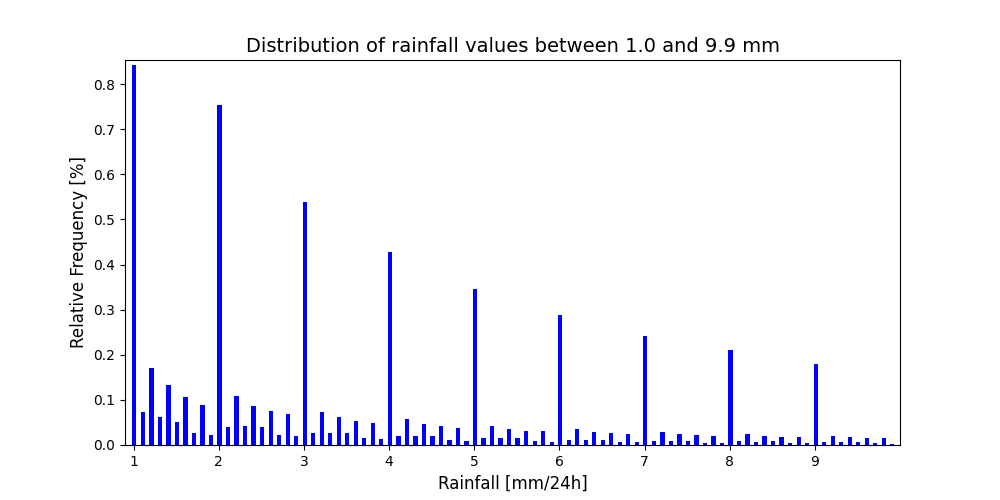 Distribution of rainfall values between 1.0 and 9.9 mm
Relative Frequency [%]
0.8
0.7
0.6
0.5
0.4
0.3
0.2
0.1
0.0
1 2 3 4 5 6 7 8 9
Rainfall [mm/24h]